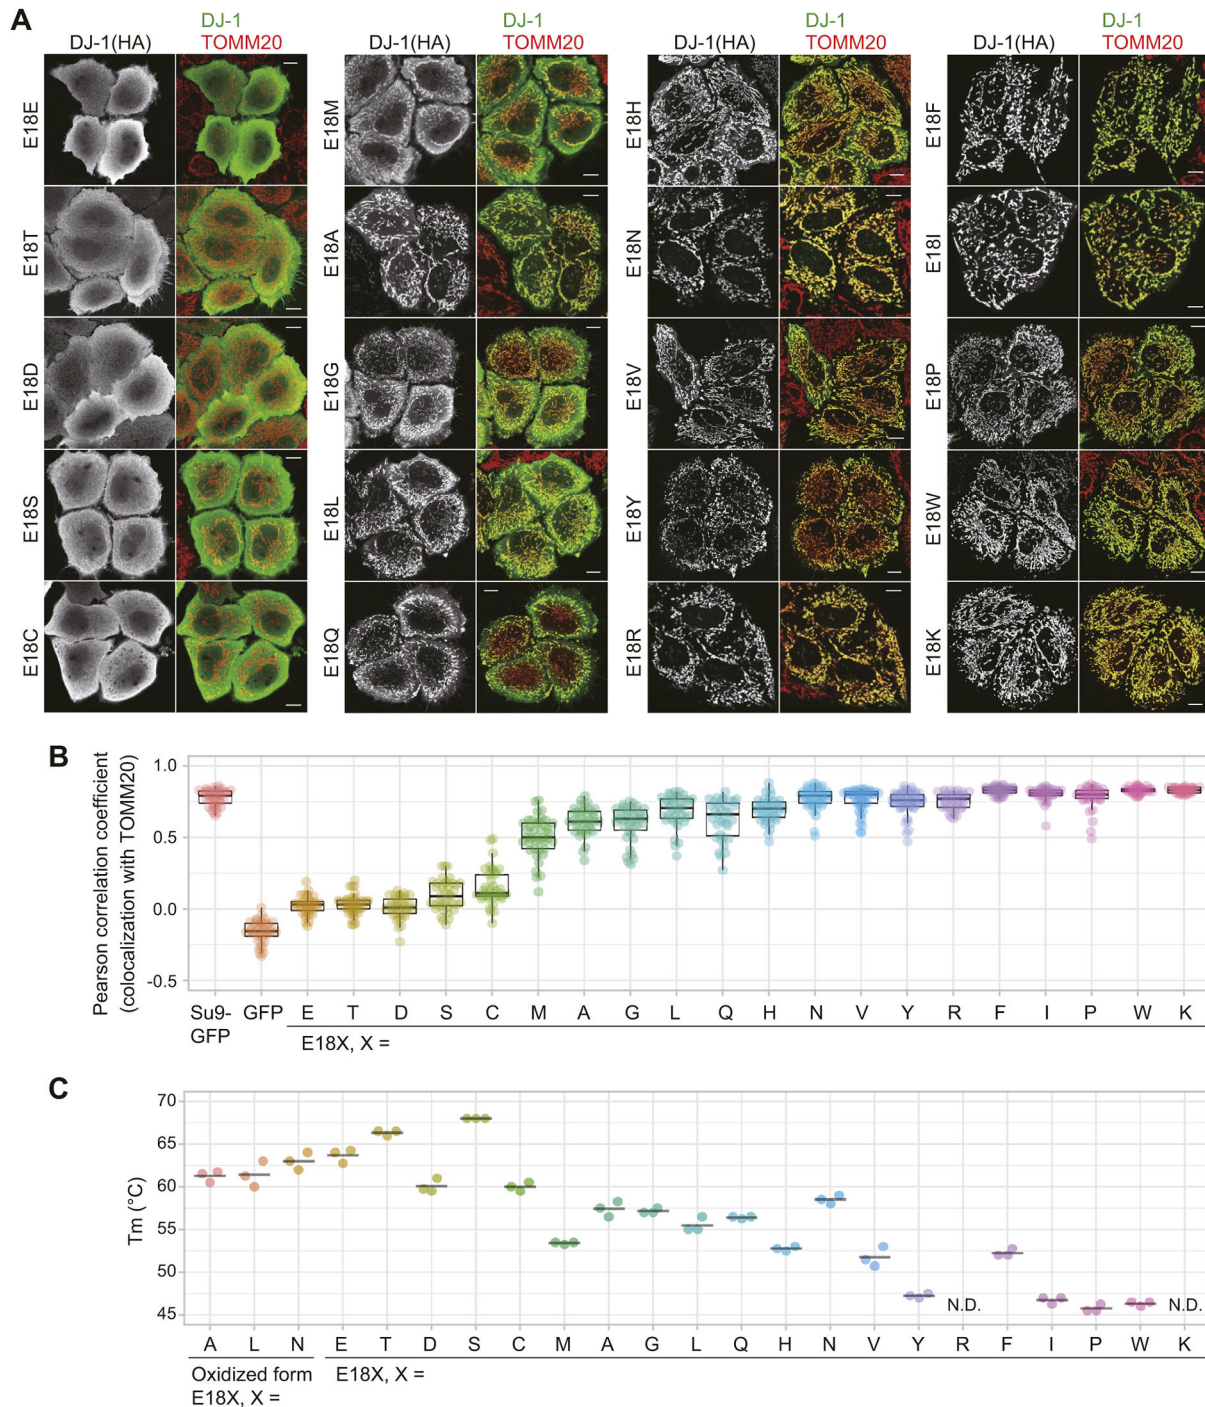 A
DJ-1(HA)
DJ-1
TOMM20
DJ-1(HA)
DJ-1
TOMM20
DJ-1(HA)
DJ-1
TOMM20
DJ-1(HA)
DJ-1
TOMM20
E18E
E18M
E18H
E18F
E18T
E18A
E18N
E18I
E18D
E18G
E18V
E18P
E18S
E18L
E18Y
E18W
E18C
E18Q
E18R
E18K
B
Pearson correlation coefficient
(colocalization with TOMM20)
1.0
0.5
0.0
-0.5
Su9-
GFP
GFP
E T D S C M A G L Q H N V Y R F I P W K
E18X, X =
C
Tm (°C)
70
65
60
55
50
45
N.D.
N.D.
A L N E T D S C M A G L Q H N V Y R F I P W K
Oxidized form
E18X, X =
E18X, X =